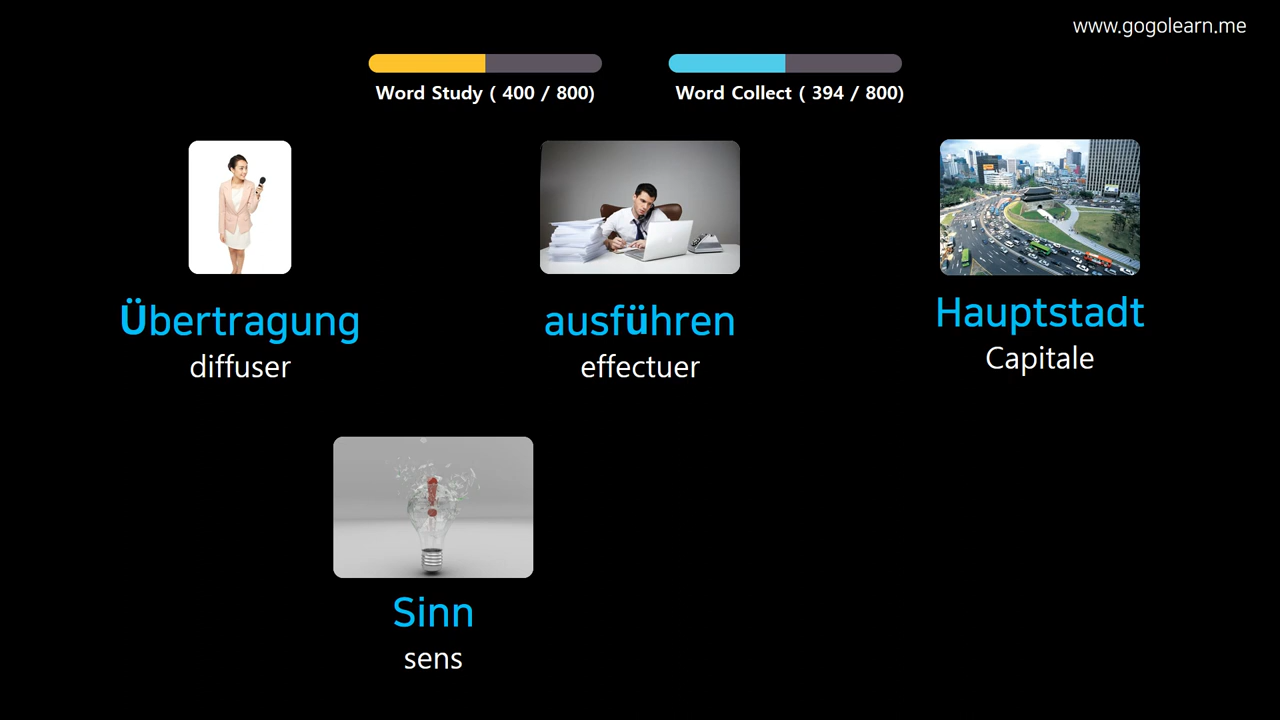 www.gogolearn.me
Word Study ( 400 / 800)
Word Collect ( 394 / 800)
Übertragung
diffuser
ausführen
effectuer
Hauptstadt
Capitale
Sinn
sens